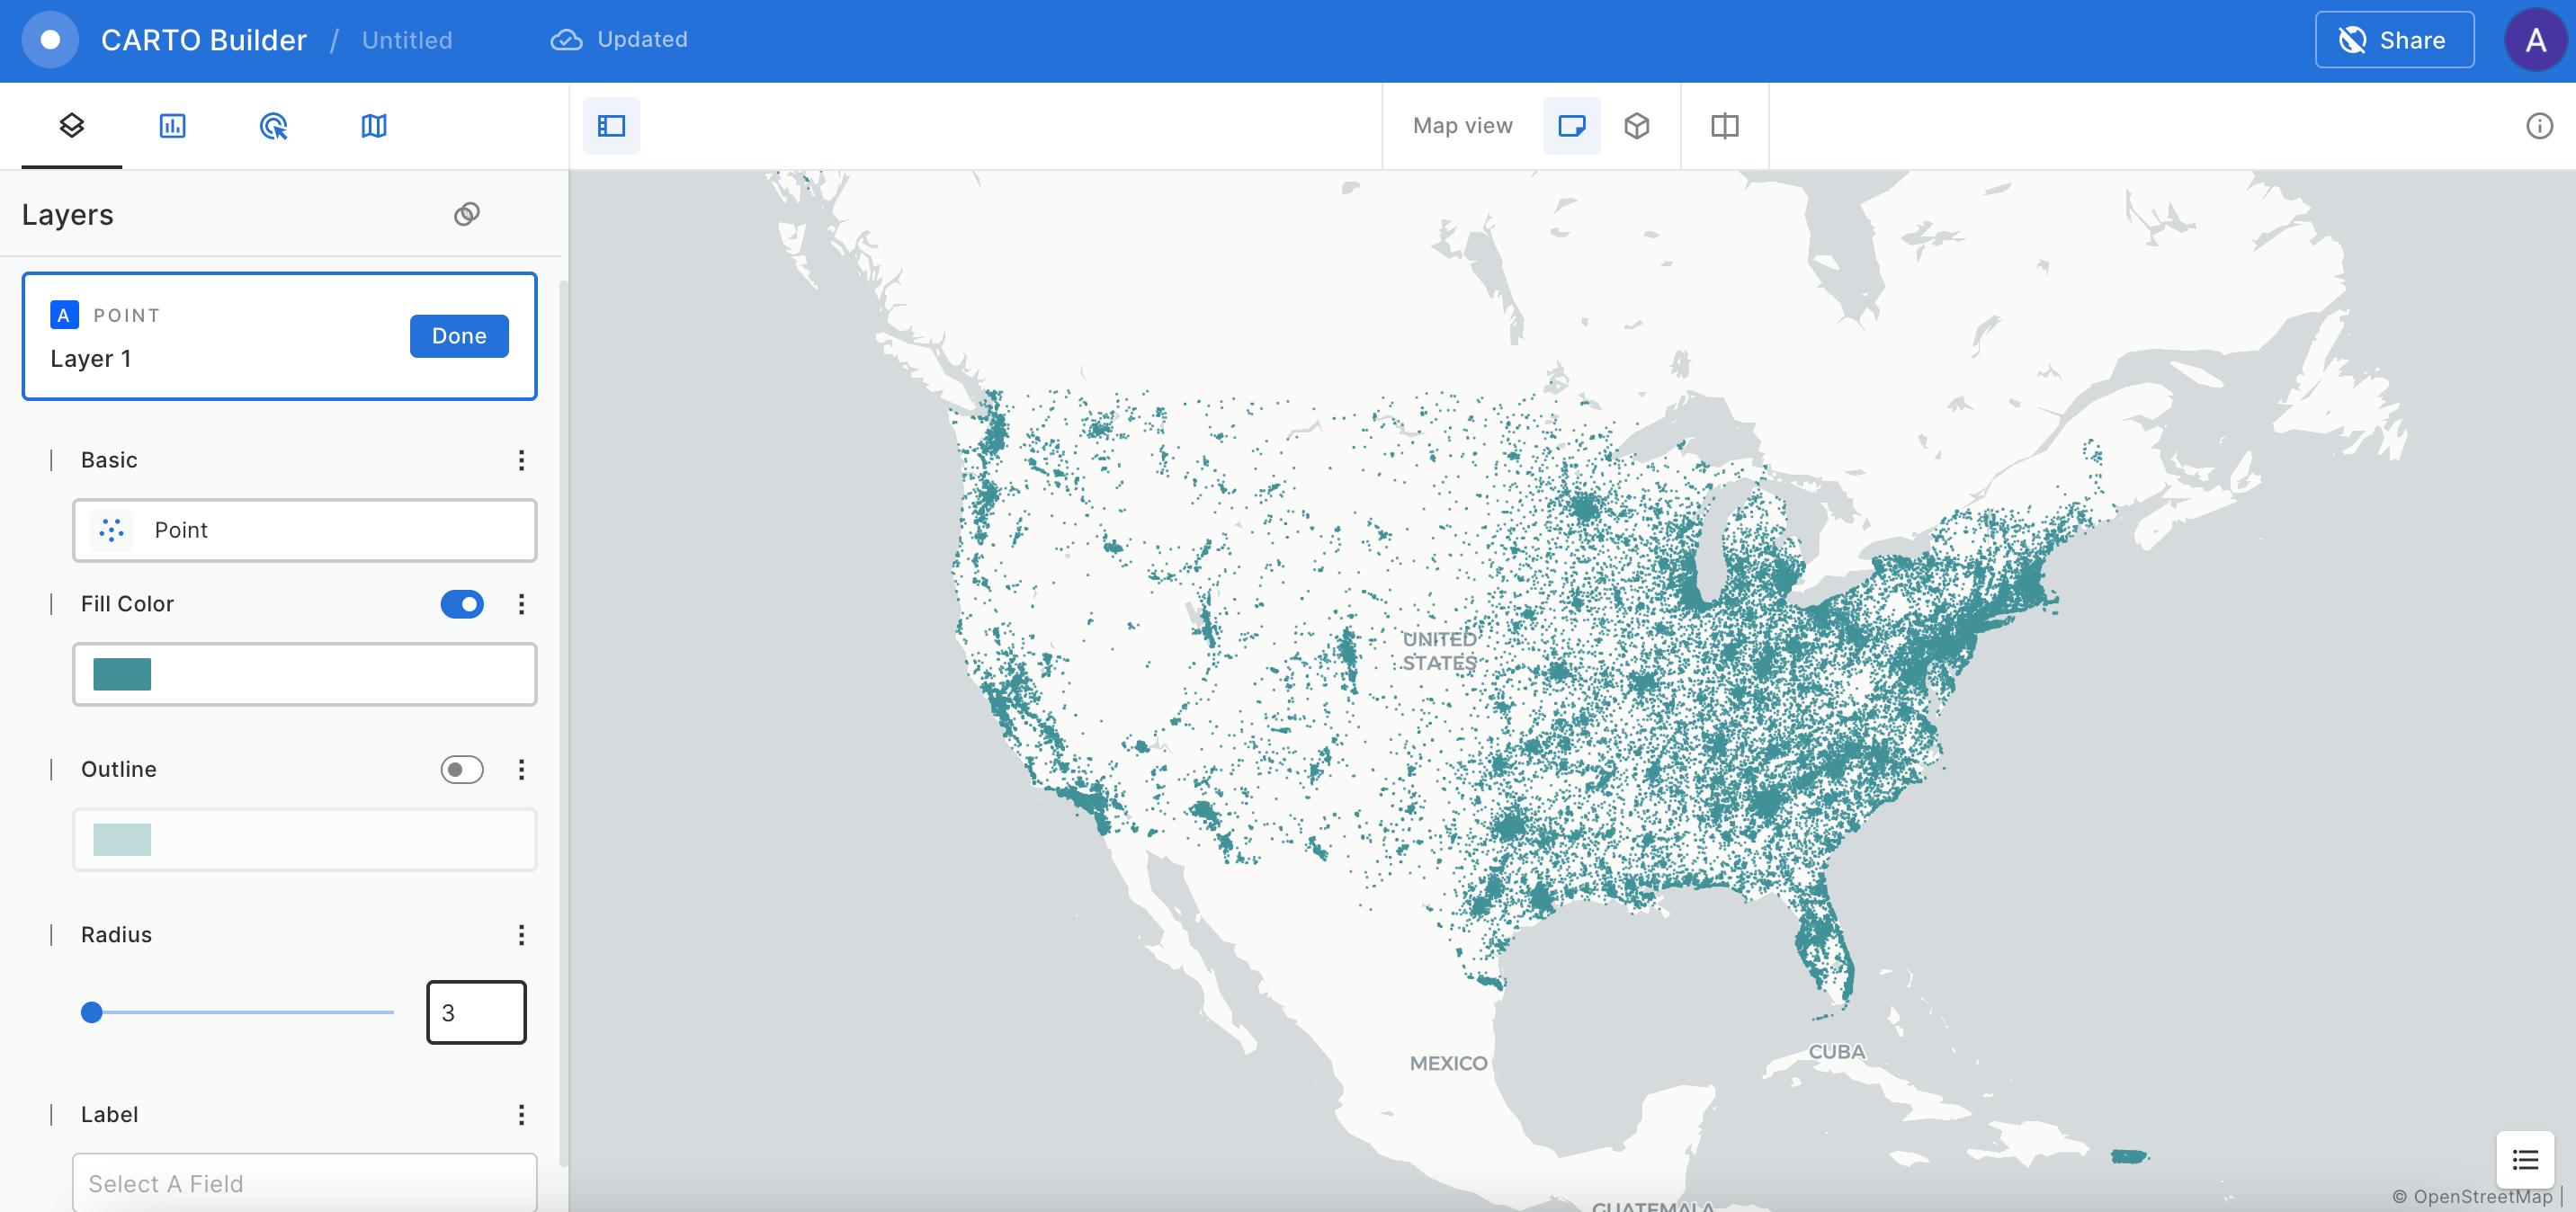 CARTO Builder / Untitled
Updated
Share
A
Map view
Layers
A POINT
Layer 1
Done
Basic
Point
Fill Color
Outline
Radius
3
Label
Select A Field
UNITED
STATES
MEXICO
CUBA
GUATEMALA
© OpenStreetMap |